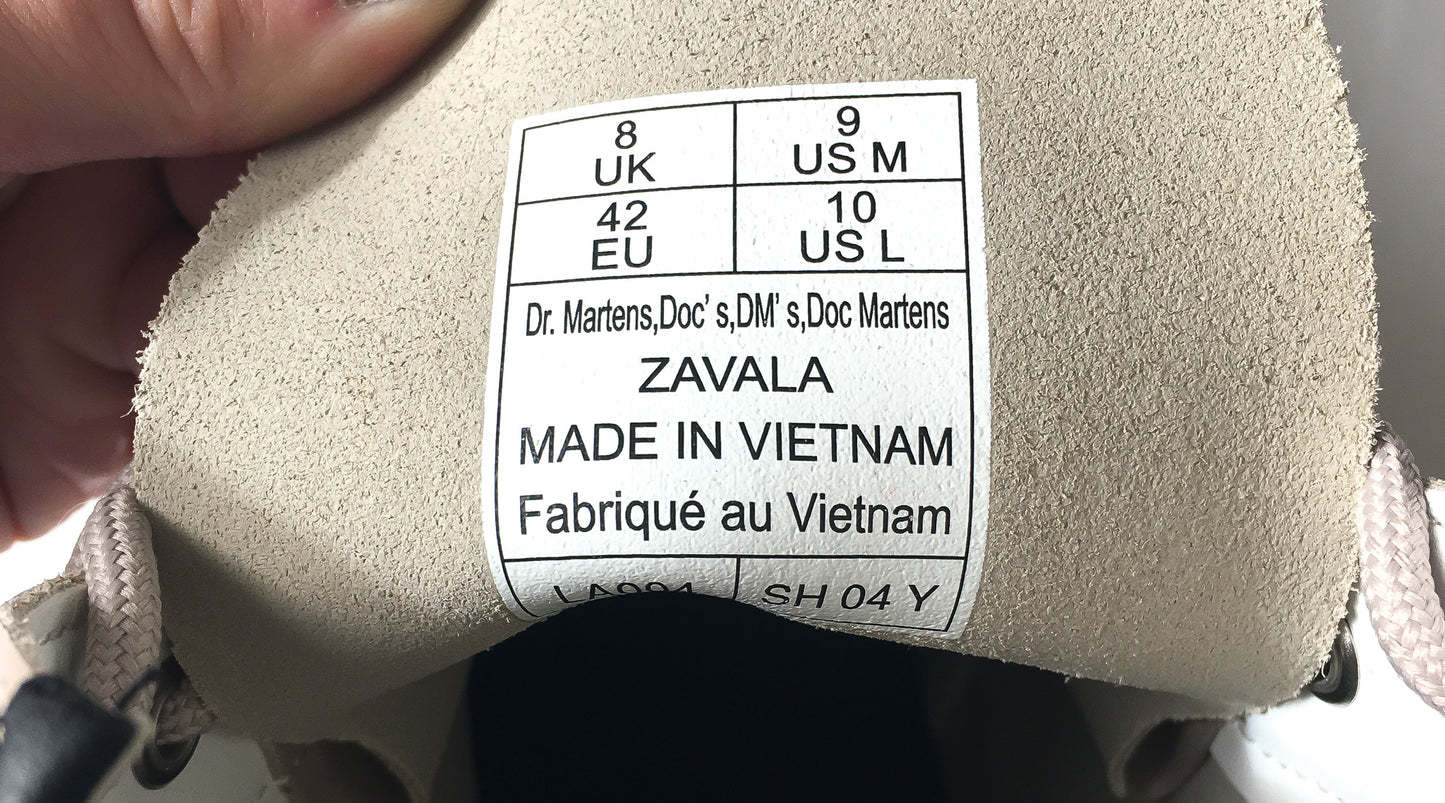 8
UK
9
US M
42
EU
10
US L
Dr. Martens,Doc' s,DM' s,Doc Martens
ZAVALA
MADE IN VIETNAM
Fabriqué au Vietnam
SH 04 Y